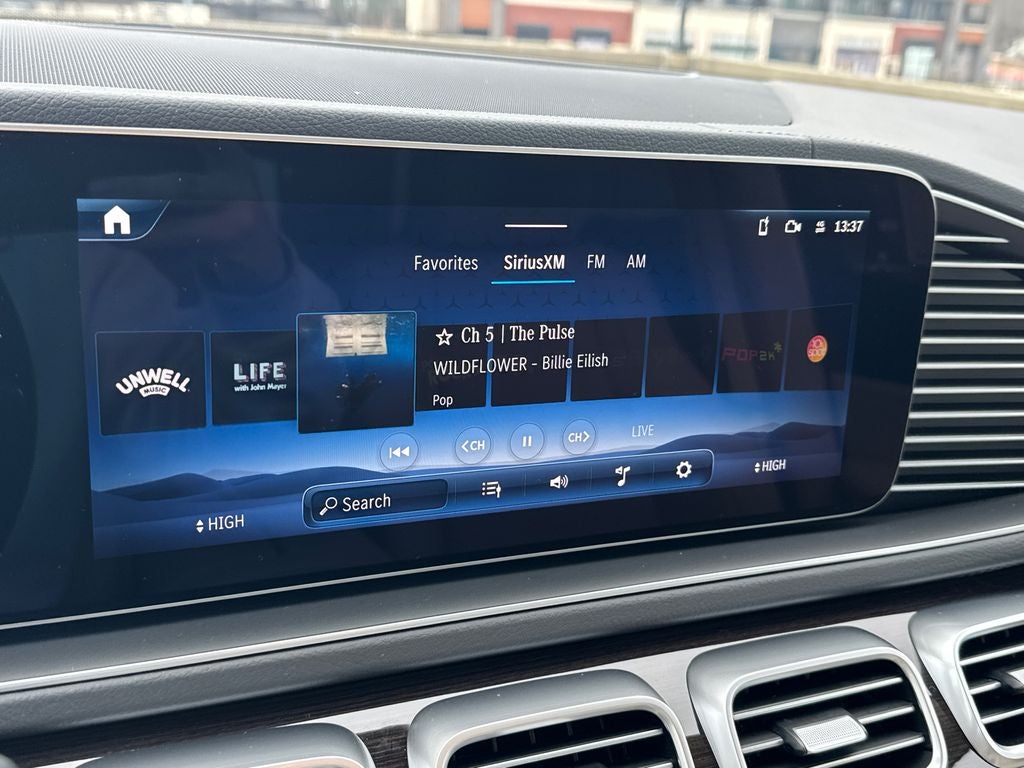 4G 13:37
Favorites SiriusXM FM AM
UNWELL
MUSIC
LIFE
with John Mayer
☆ Ch 5 | The Pulse
WILDFLOWER - Billie Eilish
Pop
POP2K
<CH CH> LIVE
Search
HIGH
HIGH